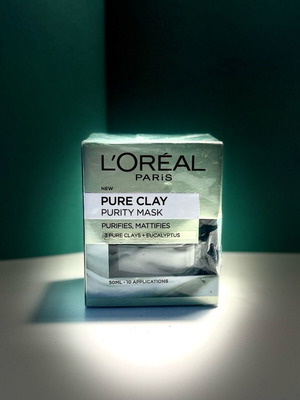 L'ORÉAL
PARiS
NEW
PURE CLAY
PURITY MASK
PURIFIES, MATTIFIES
3 PURE CLAYS + EUCALYPTUS
50ML - 10 APPLICATIONS